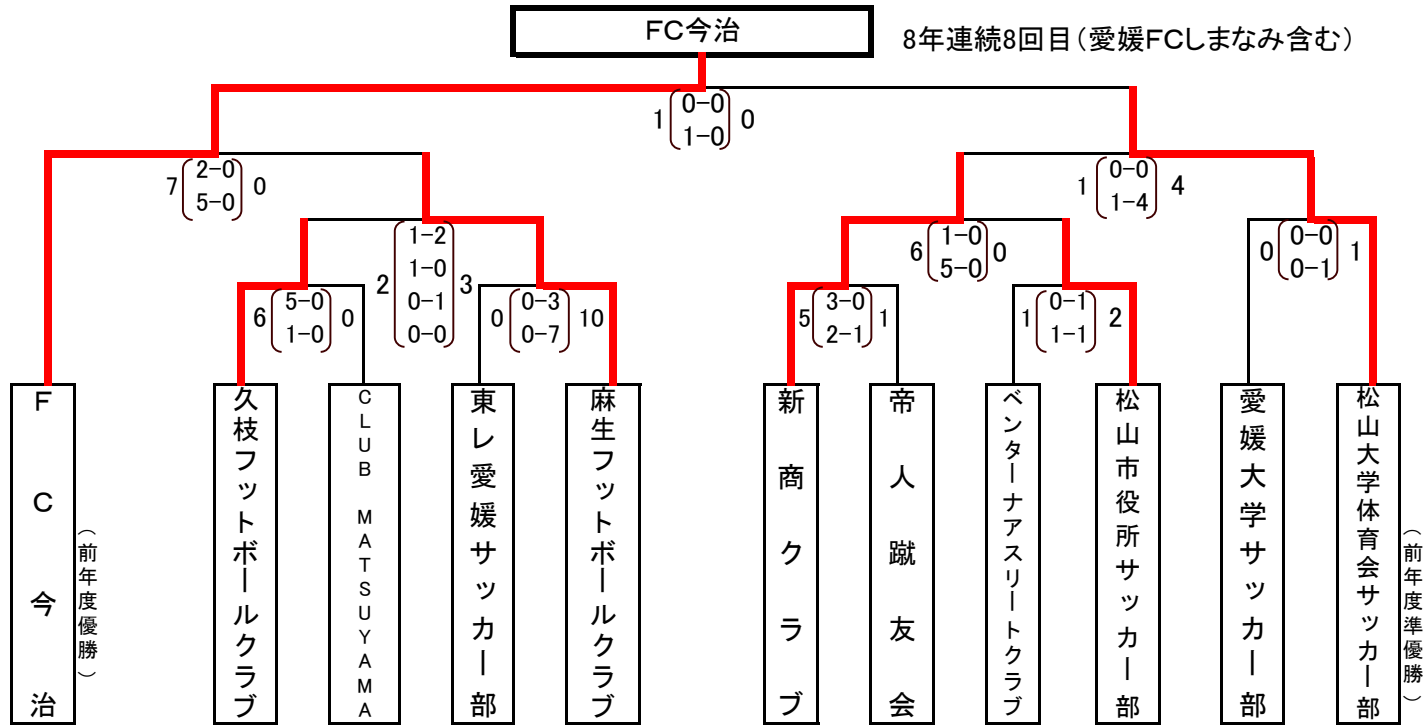 FC今治
8年連続8回目(愛媛FCしまなみ含む)
1 0-0 0
1-0
7 2-0 0
5-0
1 0-0 4
1-4
2 1-2 3
1-0
0-1
0-0
6 1-0 0
5-0
0 0-0 1
0-1
6 5-0 0
1-0
0 0-3 10
0-7
5 3-0 1
2-1
1 0-1 2
1-1
FC今治
(前年度優勝)
久枝フットボールクラブ
CLUB MATSUYAMA
東レ愛媛サッカー部
麻生フットボールクラブ
新商クラブ
帝人蹴友会
ベンターナアスリートクラブ
松山市役所サッカー部
愛媛大学サッカー部
松山大学体育会サッカー部
(前年度準優勝)